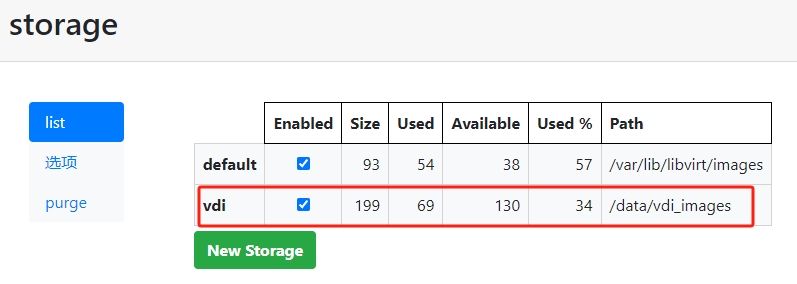 storage
list
选项
purge
Enabled Size Used Available Used % Path
default 93 54 38 57 /var/lib/libvirt/images
vdi 199 69 130 34 /data/vdi_images
New Storage